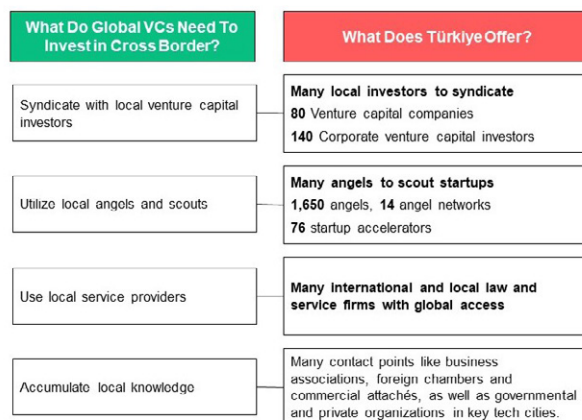 What Do Global VCs Need To
Invest in Cross Border?
What Does Türkiye Offer?
Syndicate with local venture capital
investors
Many local investors to syndicate
80 Venture capital companies
140 Corporate venture capital investors
Utilize local angels and scouts
Many angels to scout startups
1,650 angels, 14 angel networks
76 startup accelerators
Use local service providers
Many international and local law and
service firms with global access
Accumulate local knowledge
Many contact points like business
associations, foreign chambers and
commercial attachés, as well as governmental
and private organizations in key tech cities.